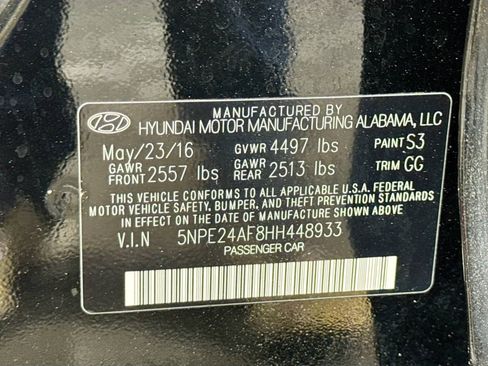 MANUFACTURED BY
HYUNDAI MOTOR MANUFACTURING ALABAMA, LLC
May/23/16 GVWR 4497 lbs PAINT S3
GAWR FRONT 2557 lbs GAWR REAR 2513 lbs TRIM GG
THIS VEHICLE CONFORMS TO ALL APPLICABLE U.S.A. FEDERAL
MOTOR VEHICLE SAFETY, BUMPER, AND THEFT PREVENTION STANDARDS
IN EFFECT ON THE DATE OF MANUFACTURE SHOWN ABOVE.
V.I.N 5NPE24AF8HH448933
PASSENGER CAR